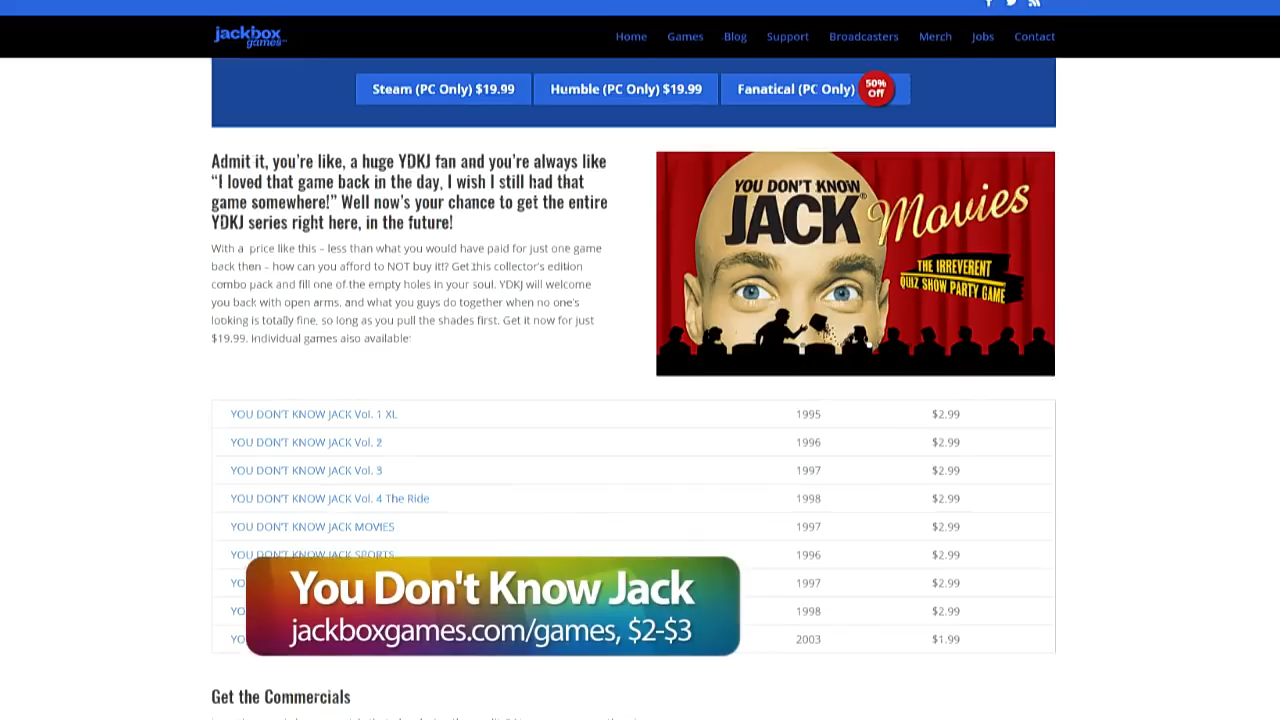 jackbox games
Home Games Blog Support Broadcasters Merch Jobs Contact
Steam (PC Only) $19.99
Humble (PC Only) $19.99
Fanatical (PC Only)
50% Off
Admit it, you're like, a huge YDKJ fan and you're always like
“I loved that game back in the day, I wish I still had that
game somewhere!” Well now's your chance to get the entire
YDKJ series right here, in the future!
With a price like this – less than what you would have paid for just one game
back then – how can you afford to NOT buy it!? Get this collector's edition
combo pack and fill one of the empty holes in your soul. YDKJ will welcome
you back with open arms, and what you guys do together when no one's
looking is totally fine, so long as you pull the shades first. Get it now for just
$19.99. Individual games also available:
YOU DON'T KNOW
JACK®
Movies
THE IRREVERENT
QUIZ SHOW PARTY GAME
YOU DON'T KNOW JACK Vol. 1 XL 1995 $2.99
YOU DON'T KNOW JACK Vol. 2 1996 $2.99
YOU DON'T KNOW JACK Vol. 3 1997 $2.99
YOU DON'T KNOW JACK Vol. 4 The Ride 1998 $2.99
YOU DON'T KNOW JACK MOVIES 1997 $2.99
YOU DON'T KNOW JACK SPORTS 1996 $2.99
YO 1997 $2.99
YO 1998 $2.99
YO 2003 $1.99
You Don't Know Jack
jackboxgames.com/games, $2-$3
Get the Commercials